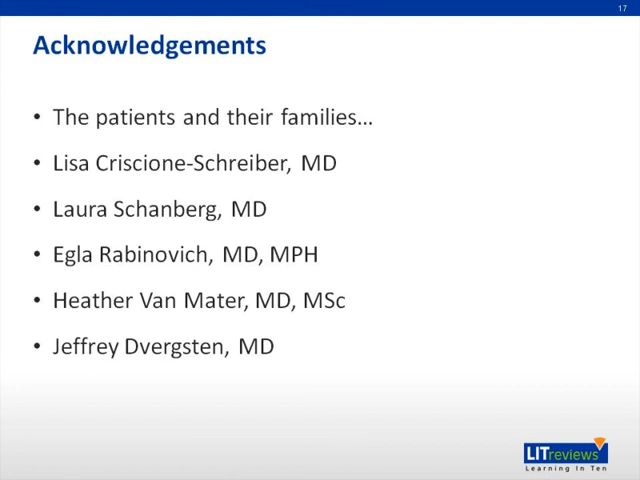 17
Acknowledgements
• The patients and their families…
• Lisa Criscione-Schreiber, MD
• Laura Schanberg, MD
• Egla Rabinovich, MD, MPH
• Heather Van Mater, MD, MSc
• Jeffrey Dvergsten, MD
LITreviews
Learning In Ten